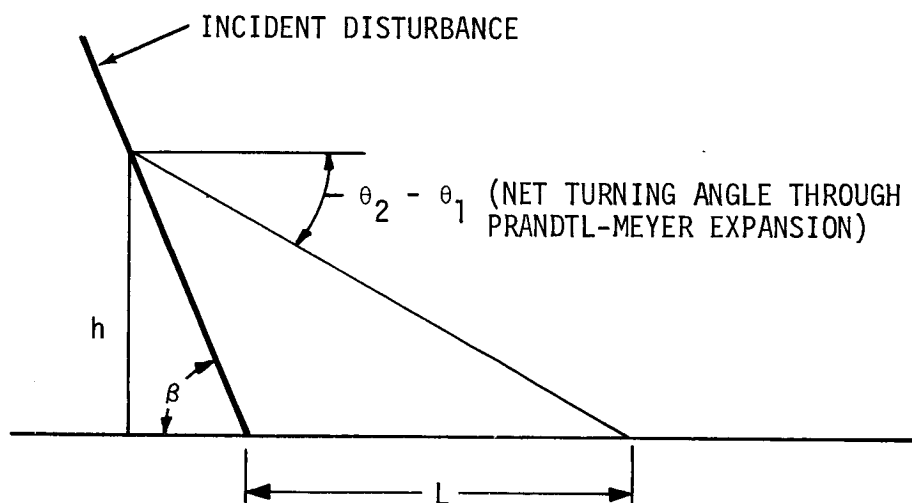 INCIDENT DISTURBANCE
θ₂ - θ₁ (NET TURNING ANGLE THROUGH
PRANDTL-MEYER EXPANSION)
h
β
L